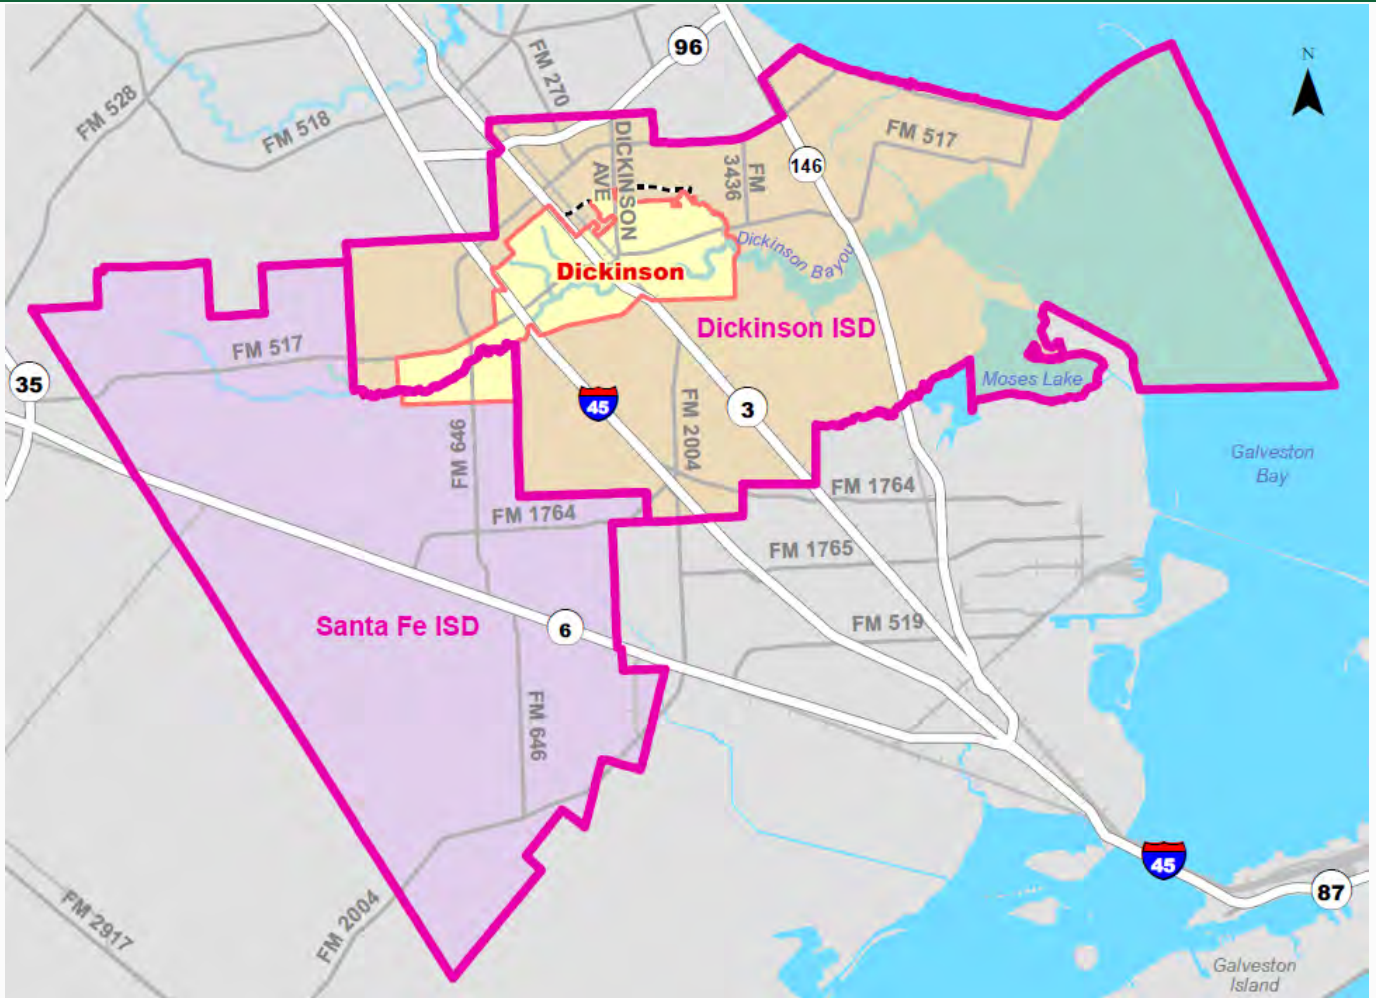 N
96
FM 270
FM 528
FM 518
DICKINSON
AVE
FM
3436
146
FM 517
Dickinson Bayou
Dickinson
Dickinson ISD
FM 517
35
Moses Lake
45
3
FM 2004
FM 646
Galveston
Bay
FM 1764
FM 1764
FM 1765
Santa Fe ISD
6
FM 519
FM 646
45
87
FM 2917
FM 2004
Galveston
Island